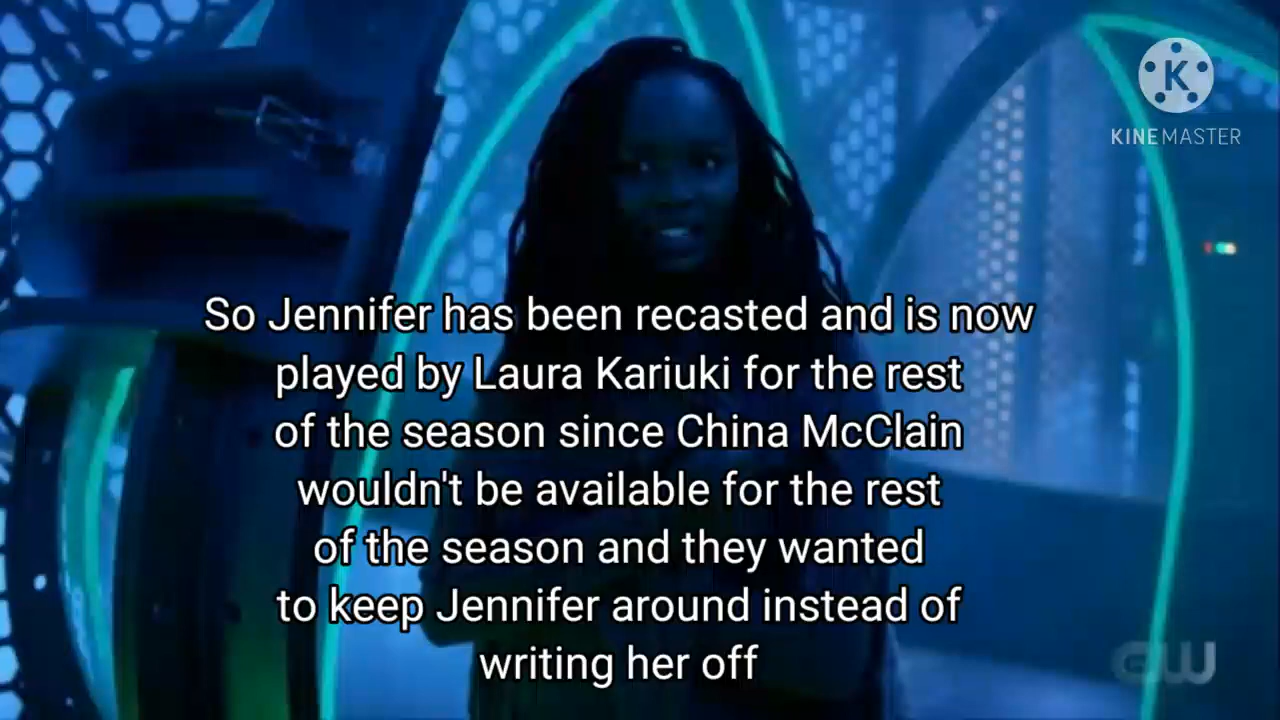 K
KINEMASTER
So Jennifer has been recasted and is now
played by Laura Kariuki for the rest
of the season since China McClain
wouldn't be available for the rest
of the season and they wanted
to keep Jennifer around instead of
writing her off
CW